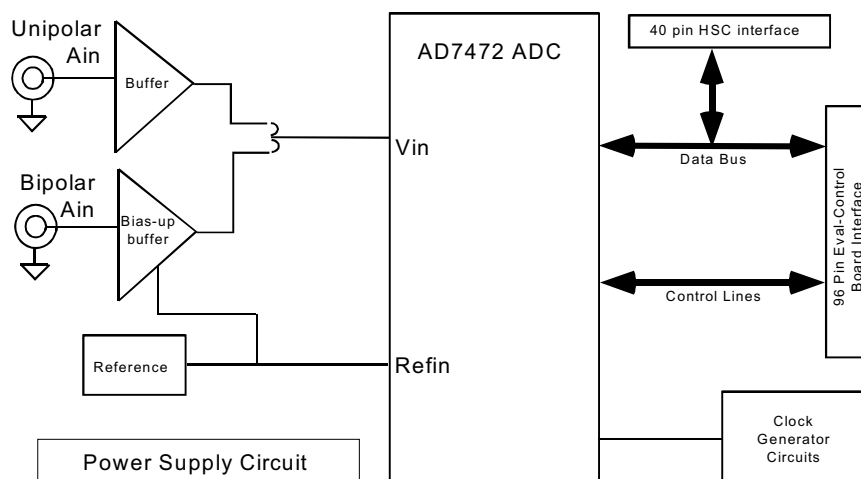 Unipolar
Ain
Buffer
Bipolar
Ain
Bias-up
buffer
Reference
Power Supply Circuit
AD7472 ADC
Vin
Refin
40 pin HSC interface
Data Bus
Control Lines
96 Pin Eval-Control
Board Interface
Clock
Generator
Circuits